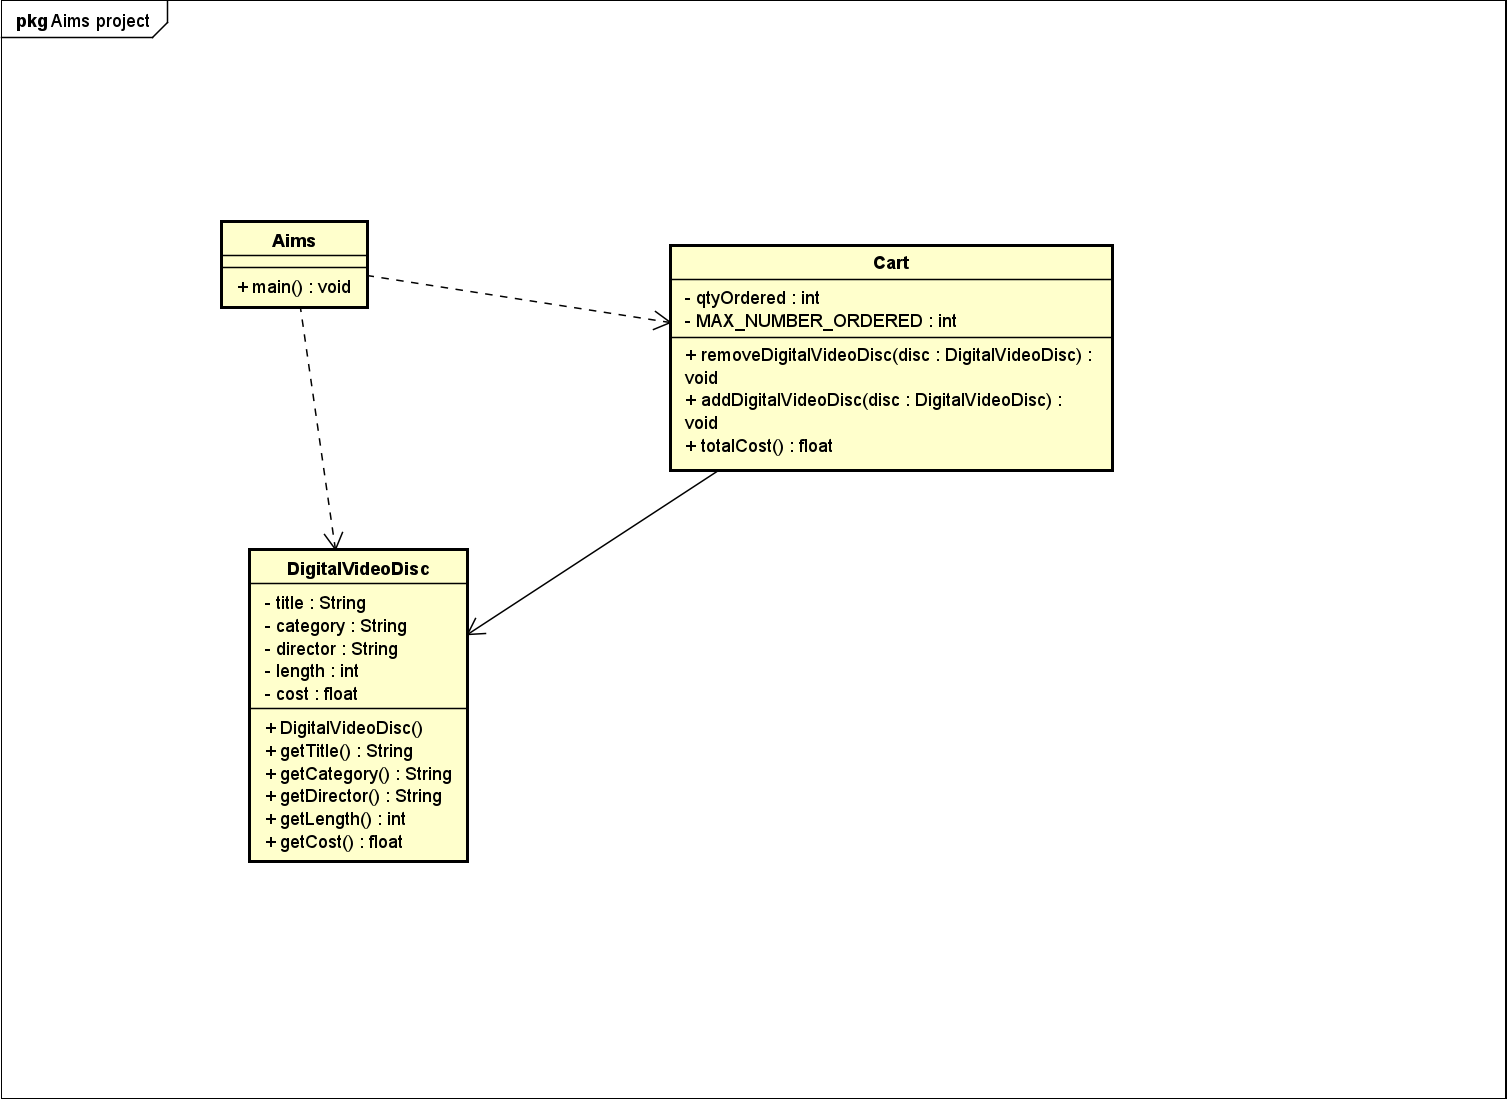 pkg Aims project
Aims
+ main() : void
Cart
- qtyOrdered : int
- MAX_NUMBER_ORDERED : int
+ removeDigitalVideoDisc(disc : DigitalVideoDisc) :
void
+ addDigitalVideoDisc(disc : DigitalVideoDisc) :
void
+ totalCost() : float
DigitalVideoDisc
- title : String
- category : String
- director : String
- length : int
- cost : float
+ DigitalVideoDisc()
+ getTitle() : String
+ getCategory() : String
+ getDirector() : String
+ getLength() : int
+ getCost() : float